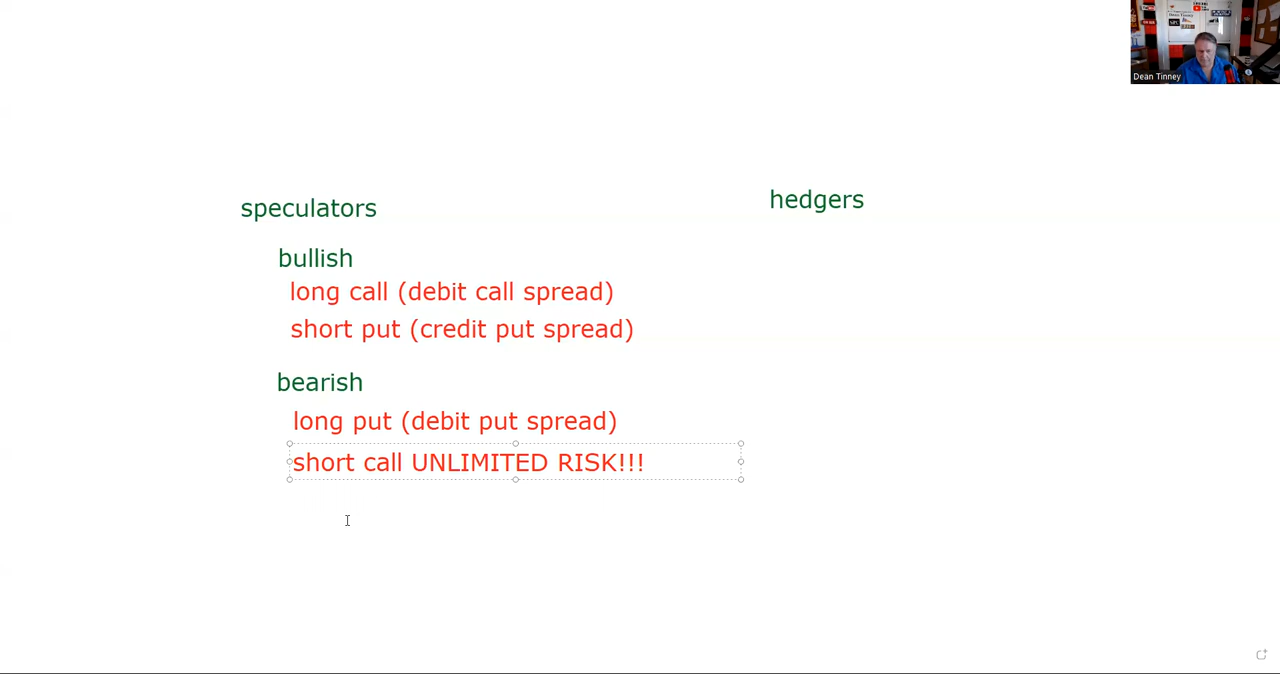 Dean Tinney
speculators
hedgers
bullish
long call (debit call spread)
short put (credit put spread)
bearish
long put (debit put spread)
short call UNLIMITED RISK!!!